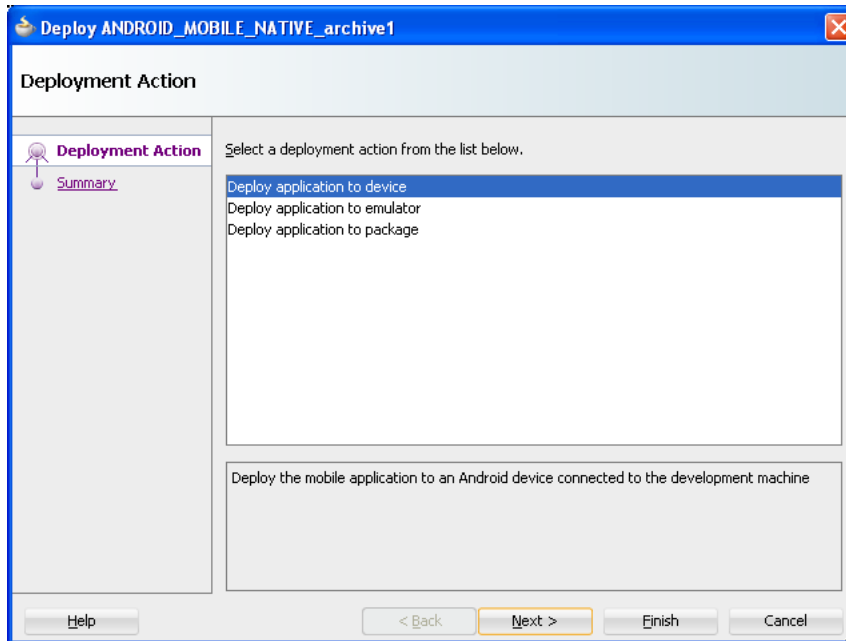 Deploy ANDROID_MOBILE_NATIVE_archive1
Deployment Action
Deployment Action
Summary
Select a deployment action from the list below.
Deploy application to device
Deploy application to emulator
Deploy application to package
Deploy the mobile application to an Android device connected to the development machine
Help
< Back
Next >
Finish
Cancel